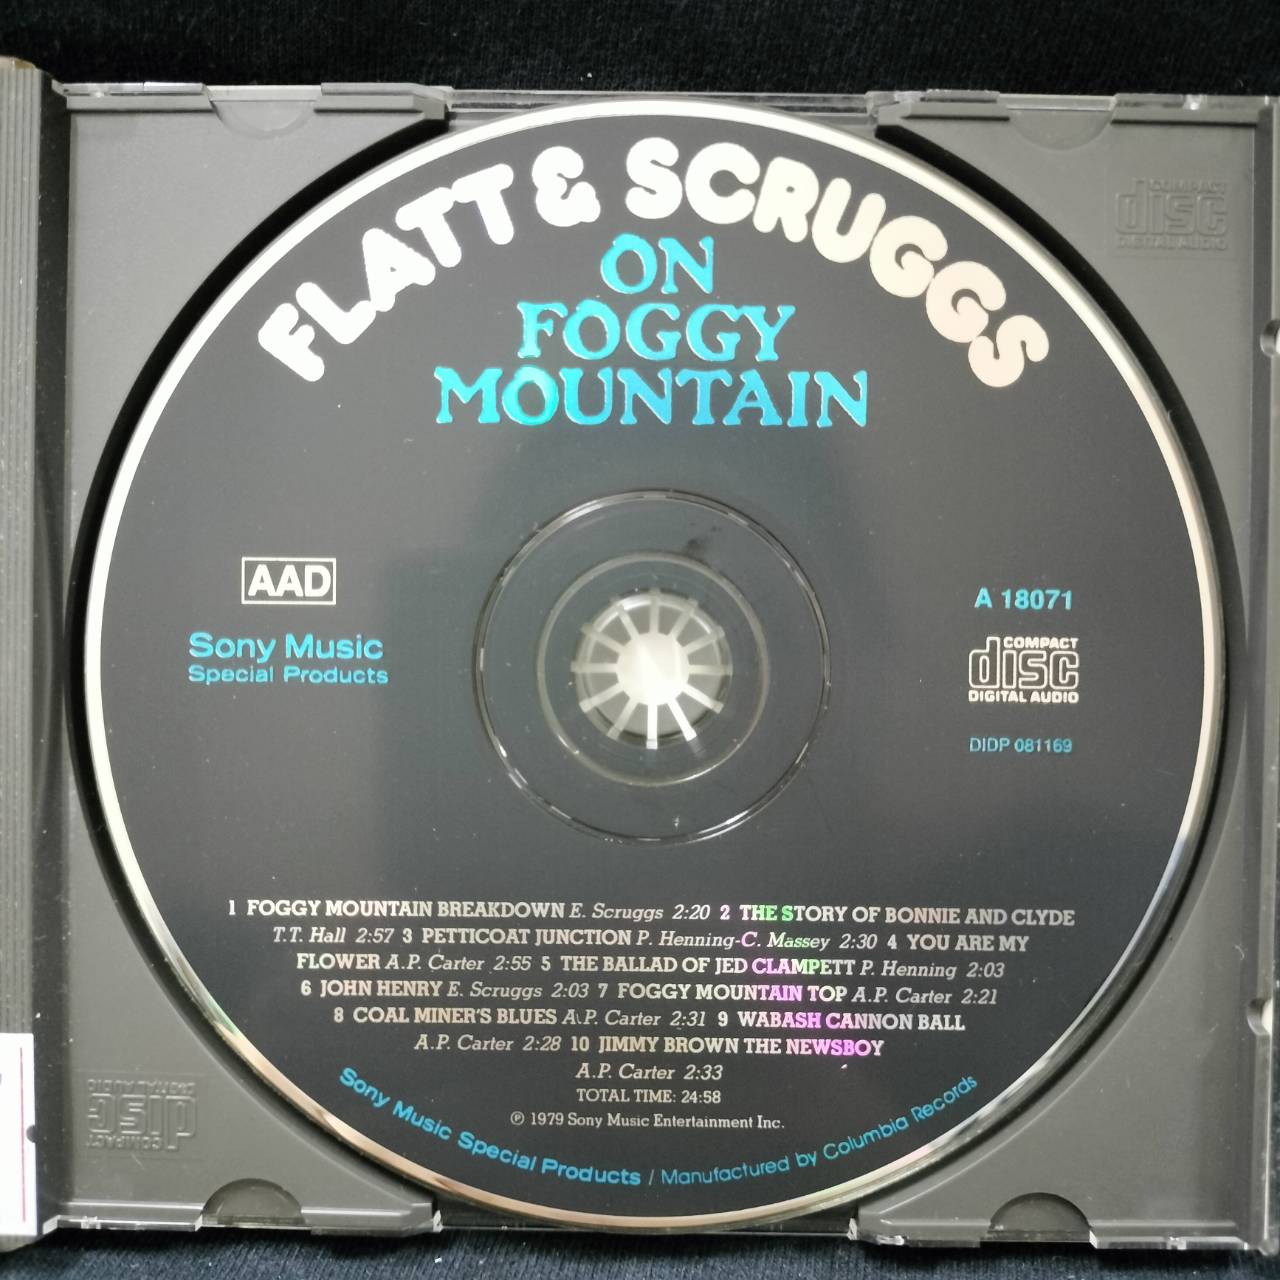 FLATT & SCRUGGS
ON
FOGGY
MOUNTAIN
AAD
Sony Music
Special Products
A 18071
COMPACT
disc
DIGITAL AUDIO
DIDP 081169
1 FOGGY MOUNTAIN BREAKDOWN E. Scruggs 2:20 2 THE STORY OF BONNIE AND CLYDE
T.T. Hall 2:57 3 PETTICOAT JUNCTION P. Henning-C. Massey 2:30 4 YOU ARE MY
FLOWER A.P. Carter 2:55 5 THE BALLAD OF JED CLAMPETT P. Henning 2:03
6 JOHN HENRY E. Scruggs 2:03 7 FOGGY MOUNTAIN TOP A.P. Carter 2:21
8 COAL MINER'S BLUES A.P. Carter 2:31 9 WABASH CANNON BALL
A.P. Carter 2:28 10 JIMMY BROWN THE NEWSBOY
A.P. Carter 2:33
TOTAL TIME: 24:58
℗ 1979 Sony Music Entertainment Inc.
Sony Music Special Products / Manufactured by Columbia Records
COMPACT
disc
DIGITAL AUDIO
COMPACT
disc
DIGITAL AUDIO